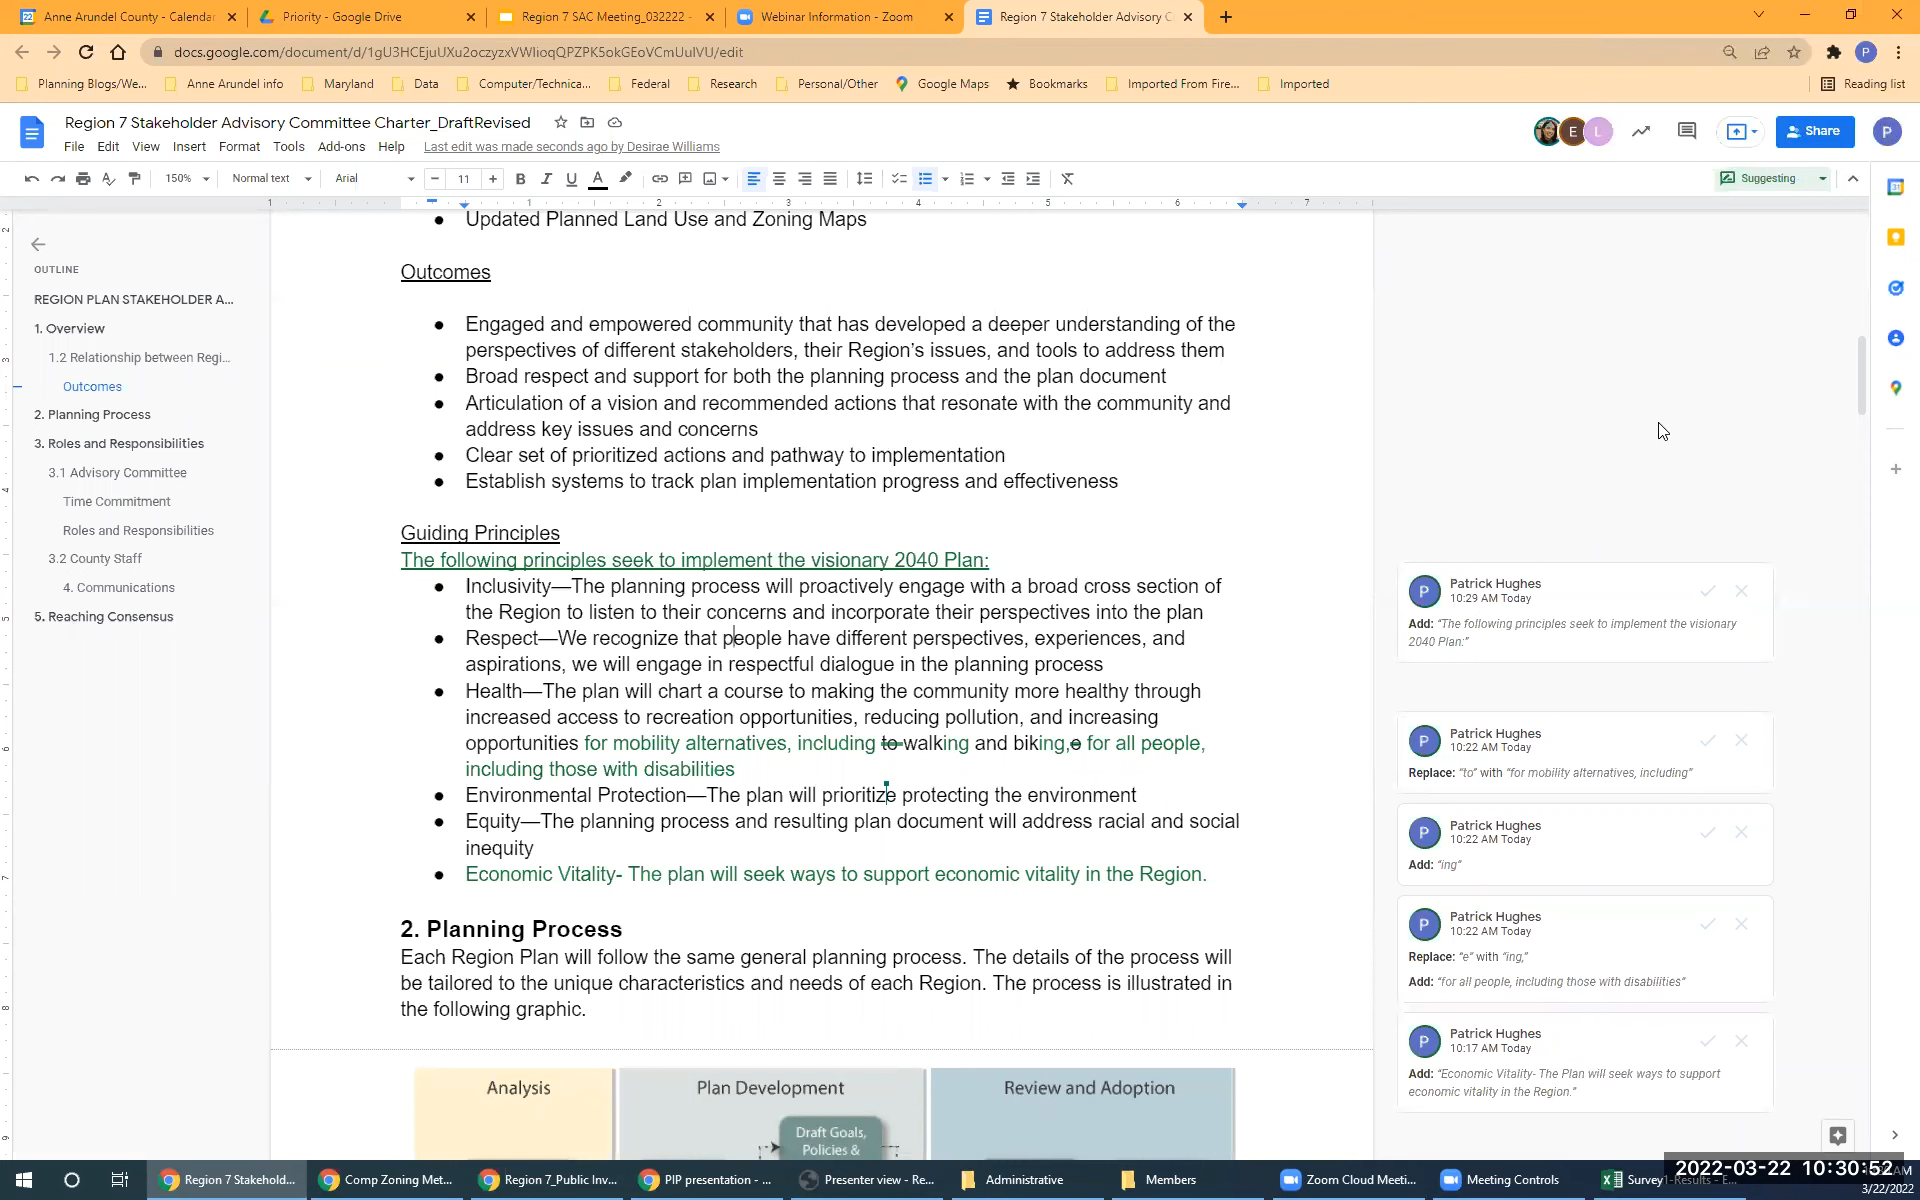 Anne Arundel County - Calendar
Priority - Google Drive
Region 7 SAC Meeting_032222 -
Webinar Information - Zoom
Region 7 Stakeholder Advisory C
docs.google.com/document/d/1gU3HCEjuUXu2oczyzxVWIioqQPZPK5okGEoVCmUuIVU/edit
P
Planning Blogs/We...
Anne Arundel info
Maryland
Data
Computer/Technica...
Federal
Research
Personal/Other
Google Maps
Bookmarks
Imported From Fire...
Imported
Reading list
Region 7 Stakeholder Advisory Committee Charter_DraftRevised
File Edit View Insert Format Tools Add-ons Help Last edit was made seconds ago by Desirae Williams
E L Share P
150% Normal text Arial 11 B I U A Suggesting
1 1 2 3 4 5 6 7
OUTLINE
REGION PLAN STAKEHOLDER A...
1. Overview
1.2 Relationship between Regi...
Outcomes
2. Planning Process
3. Roles and Responsibilities
3.1 Advisory Committee
Time Commitment
Roles and Responsibilities
3.2 County Staff
4. Communications
5. Reaching Consensus
● Updated Planned Land Use and Zoning Maps
Outcomes
● Engaged and empowered community that has developed a deeper understanding of the
perspectives of different stakeholders, their Region's issues, and tools to address them
● Broad respect and support for both the planning process and the plan document
● Articulation of a vision and recommended actions that resonate with the community and
address key issues and concerns
● Clear set of prioritized actions and pathway to implementation
● Establish systems to track plan implementation progress and effectiveness
Guiding Principles
The following principles seek to implement the visionary 2040 Plan:
● Inclusivity—The planning process will proactively engage with a broad cross section of
the Region to listen to their concerns and incorporate their perspectives into the plan
● Respect—We recognize that people have different perspectives, experiences, and
aspirations, we will engage in respectful dialogue in the planning process
● Health—The plan will chart a course to making the community more healthy through
increased access to recreation opportunities, reducing pollution, and increasing
opportunities for mobility alternatives, including to walking and biking,e for all people,
including those with disabilities
● Environmental Protection—The plan will prioritize protecting the environment
● Equity—The planning process and resulting plan document will address racial and social
inequity
● Economic Vitality- The plan will seek ways to support economic vitality in the Region.
2. Planning Process
Each Region Plan will follow the same general planning process. The details of the process will
be tailored to the unique characteristics and needs of each Region. The process is illustrated in
the following graphic.
Analysis
Plan Development
Review and Adoption
Draft Goals,
Policies &
P
Patrick Hughes
10:29 AM Today
Add: "The following principles seek to implement the visionary
2040 Plan:"
P
Patrick Hughes
10:22 AM Today
Replace: "to" with "for mobility alternatives, including"
P
Patrick Hughes
10:22 AM Today
Add: "ing"
P
Patrick Hughes
10:22 AM Today
Replace: "e" with "ing,"
Add: "for all people, including those with disabilities"
P
Patrick Hughes
10:17 AM Today
Add: "Economic Vitality- The Plan will seek ways to support
economic vitality in the Region."
Region 7 Stakehold...
Comp Zoning Met...
Region 7_Public Inv...
PIP presentation - ...
Presenter view - Re...
Administrative
Members
Zoom Cloud Meeti...
Meeting Controls
Survey
2022-03-22 10:30:52
3/22/2022